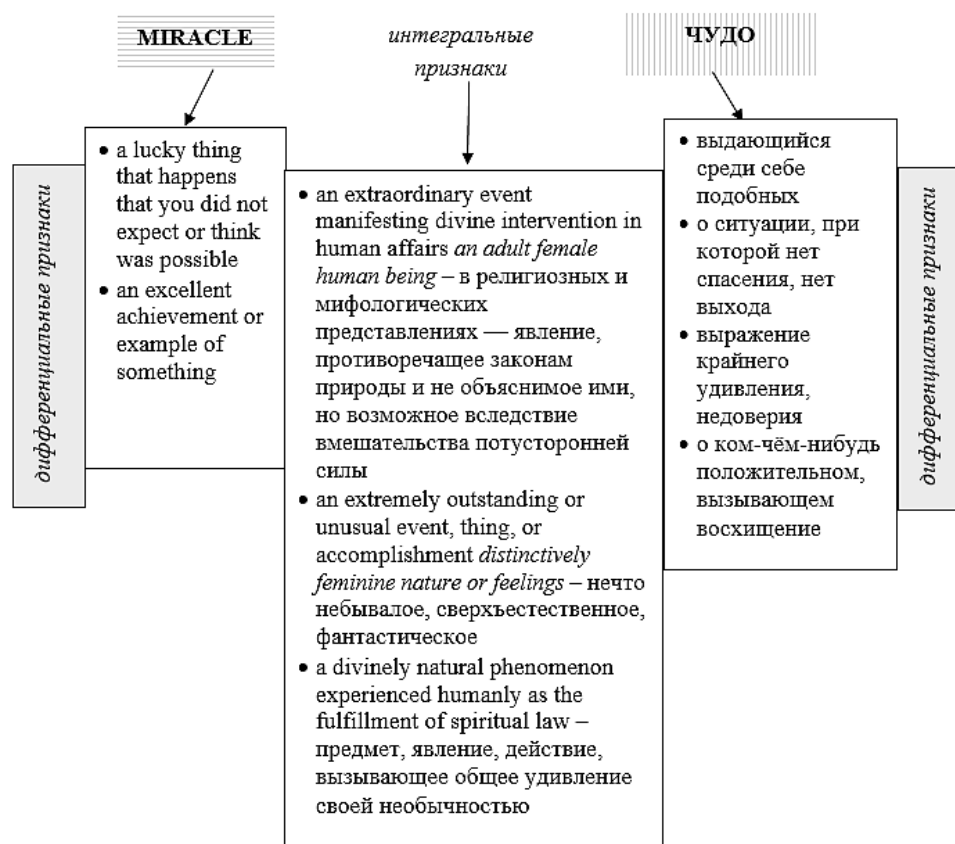 MIRACLE
интегральные
признаки
ЧУДО
дифференциальные признаки
• a lucky thing
that happens
that you did not
expect or think
was possible
• an excellent
achievement or
example of
something
• an extraordinary event
manifesting divine intervention in
human affairs an adult female
human being – в религиозных и
мифологических
представлениях — явление,
противоречащее законам
природы и не объяснимое ими,
но возможное вследствие
вмешательства потусторонней
силы
• an extremely outstanding or
unusual event, thing, or
accomplishment distinctively
feminine nature or feelings – нечто
небывалое, сверхъестественное,
фантастическое
• a divinely natural phenomenon
experienced humanly as the
fulfillment of spiritual law –
предмет, явление, действие,
вызывающее общее удивление
своей необычностью
• выдающийся
среди себе
подобных
• о ситуации, при
которой нет
спасения, нет
выхода
• выражение
крайнего
удивления,
недоверия
• о ком-чём-нибудь
положительном,
вызывающем
восхищение
дифференциальные признаки